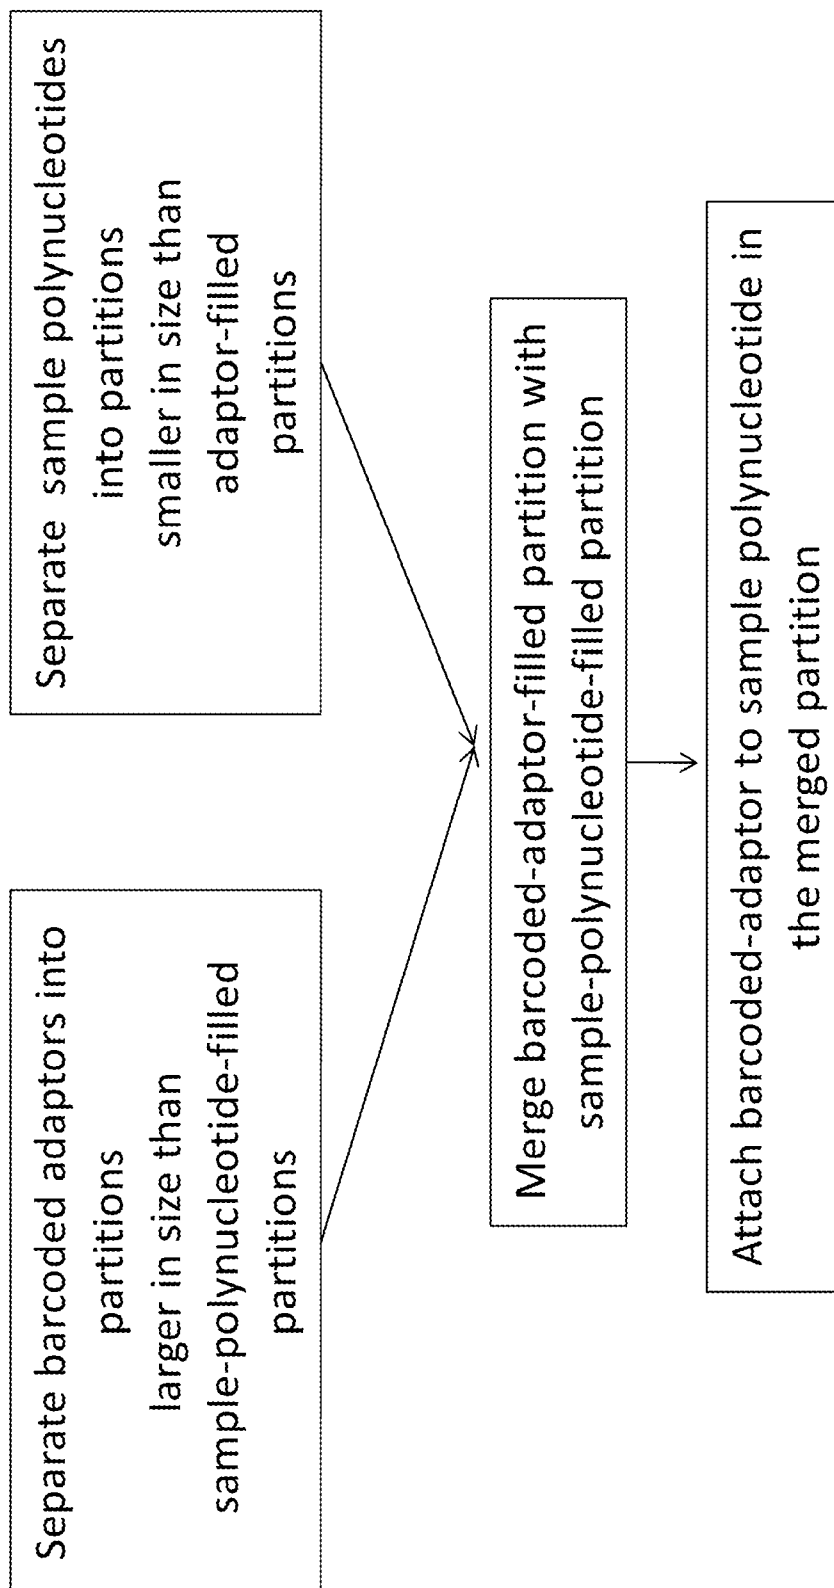 Separate barcoded adaptors into
partitions
larger in size than
sample-polynucleotide-filled
partitions
Separate sample polynucleotides
into partitions
smaller in size than
adaptor-filled
partitions
Merge barcoded-adaptor-filled partition with
sample-polynucleotide-filled partition
Attach barcoded-adaptor to sample polynucleotide in
the merged partition